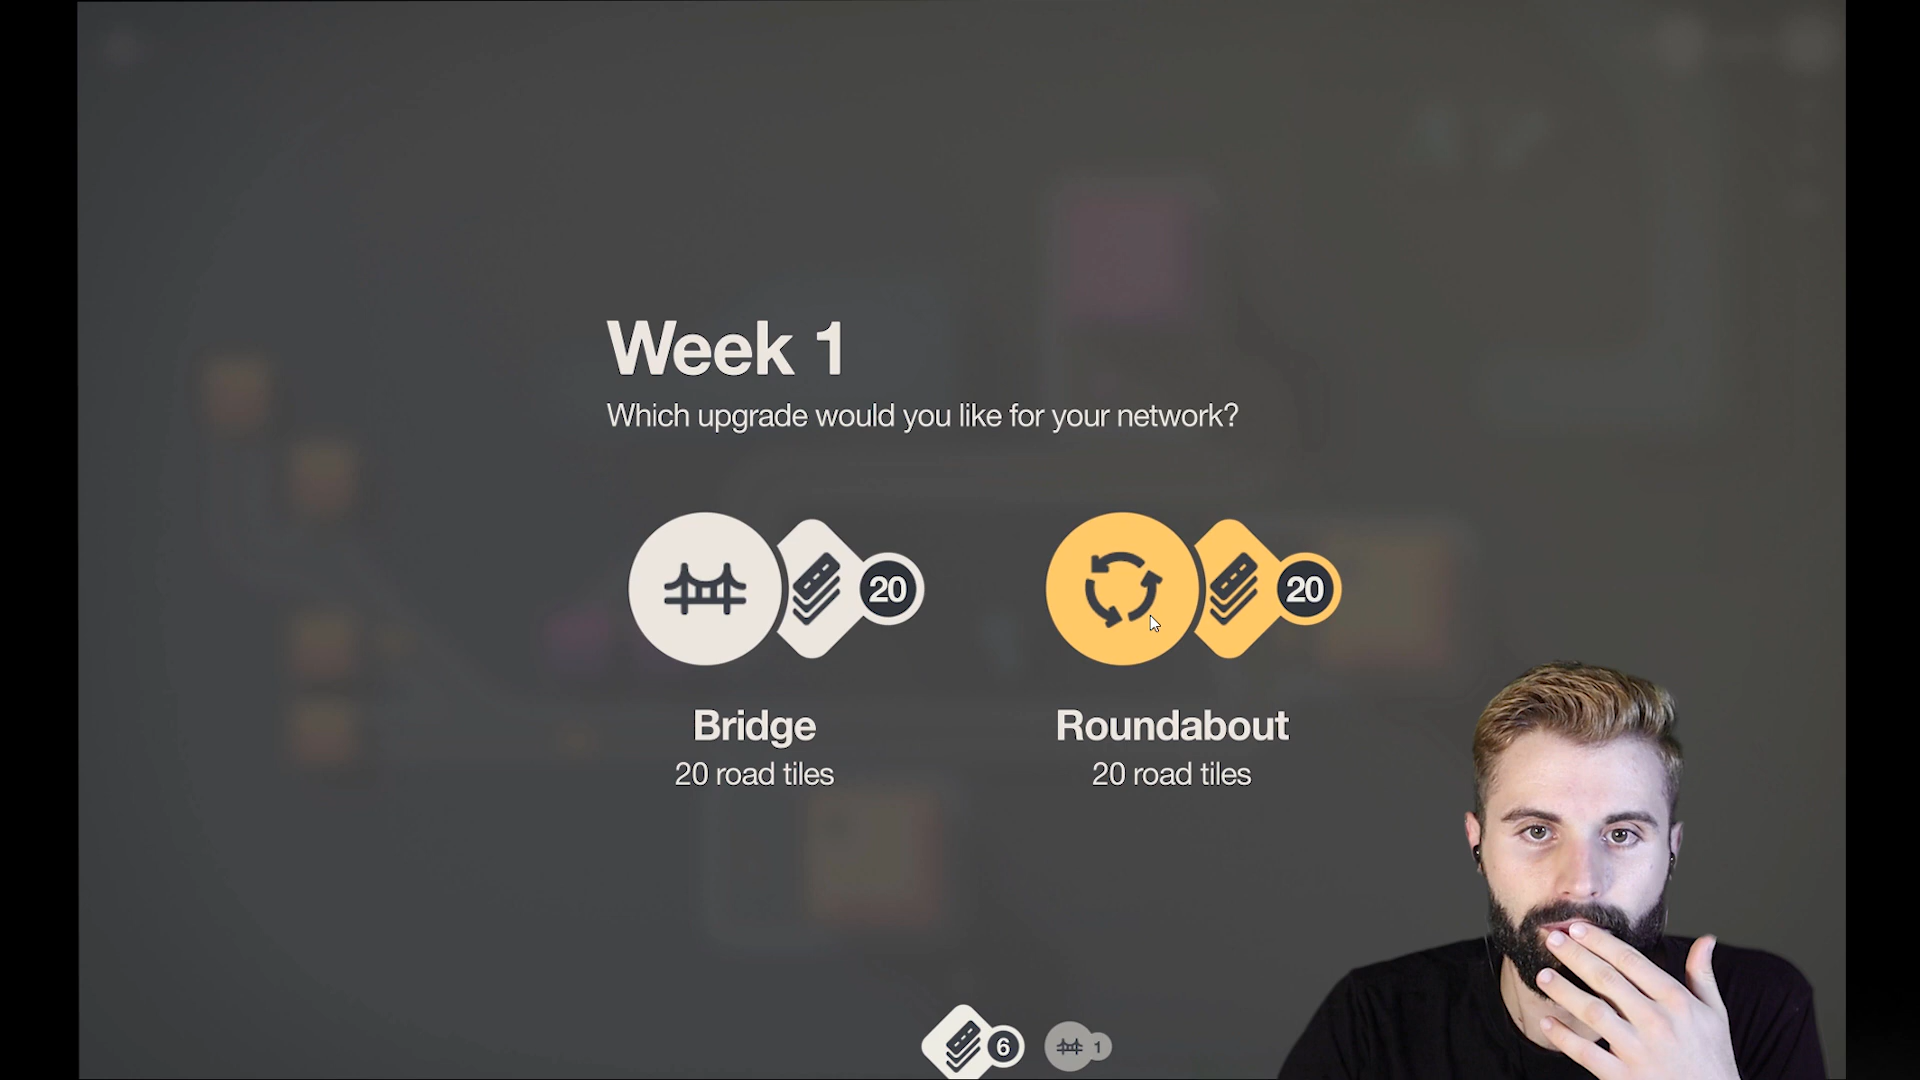 Week 1
Which upgrade would you like for your network?
20
20
Bridge
Roundabout
20 road tiles
20 road tiles
6
1